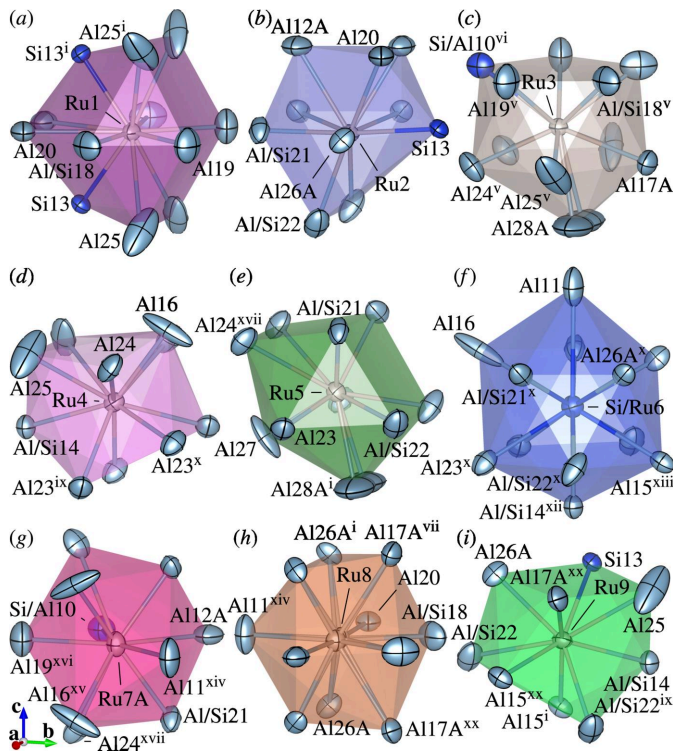 (a)
Al25ⁱ
Si13ⁱ
Ru1
Al20
Al/Si18
Al19
Si13
Al25
(b)
Al12A
Al20
Al/Si21
Si13
Al26A
Ru2
Al/Si22
(c)
Si/Al10ᵛⁱ
Ru3
Al19ᵛ
Al/Si18ᵛ
Al24ᵛ
Al25ᵛ
Al17A
Al28A
(d)
Al16
Al24
Al25
Ru4
Al/Si14
Al23ˣ
Al23ⁱˣ
(e)
Al/Si21
Al24ˣᵛⁱⁱ
Ru5
Al27
Al23
Al/Si22
Al28Aⁱ
(f)
Al11
Al16
Al26Aˣ
Al/Si21ˣ
Si/Ru6
Al23ˣ
Al/Si22ˣ
Al15ˣⁱⁱⁱ
Al/Si14ˣⁱⁱ
(g)
Si/Al10
Al12A
Al19ˣᵛⁱ
Ru7A
Al11ˣⁱᵛ
Al16ˣᵛ
Al/Si21
Al24ˣᵛⁱⁱ
c
a
b
(h)
Al26Aⁱ
Al17Aᵛⁱⁱ
Ru8
Al20
Al11ˣⁱᵛ
Al/Si18
Al26A
Al17Aˣˣ
(i)
Al26A
Si13
Al17Aˣˣ
Ru9
Al25
Al/Si22
Al/Si14
Al15ˣˣ
Al/Si22ⁱˣ
Al15ⁱ